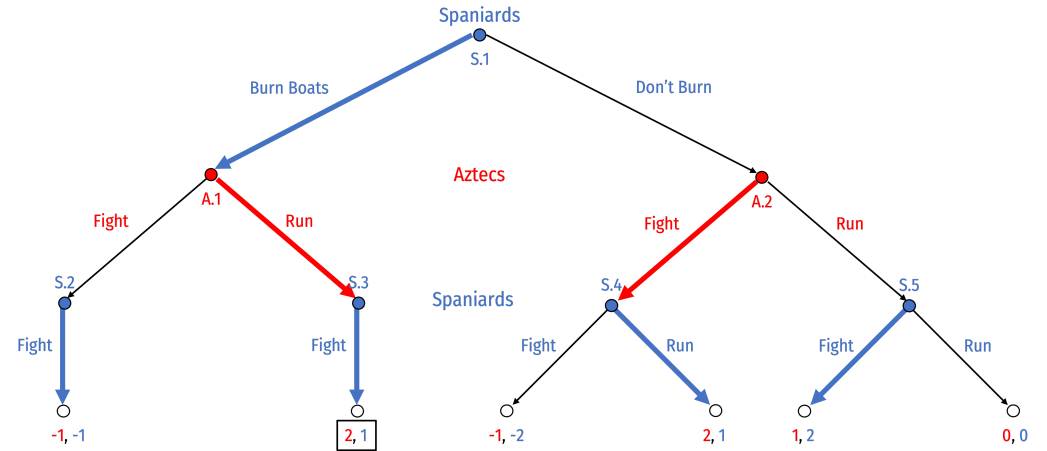 Spaniards
S.1
Burn Boats
Don’t Burn
Aztecs
A.1
A.2
Fight
Run
Fight
Run
S.2
S.3
Spaniards
S.4
S.5
Fight
Fight
Fight
Run
Fight
Run
-1, -1
2, 1
-1, -2
2, 1
1, 2
0, 0